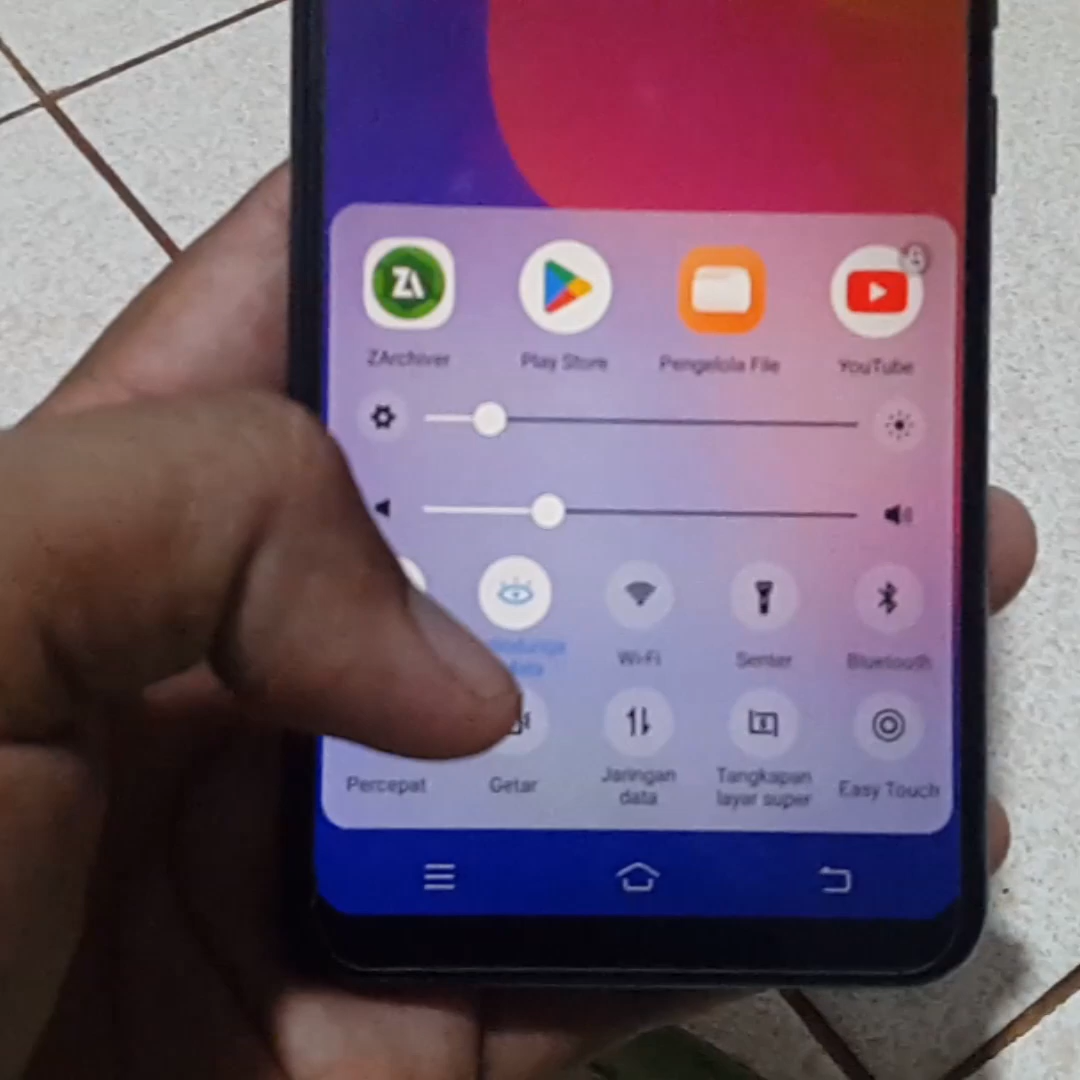 ZA
ZArchiver
Play Store
Pengelola File
YouTube
Wi-Fi
Senter
Bluetooth
Percepat
Getar
Jaringan
data
Tangkapan
layar super
Easy Touch